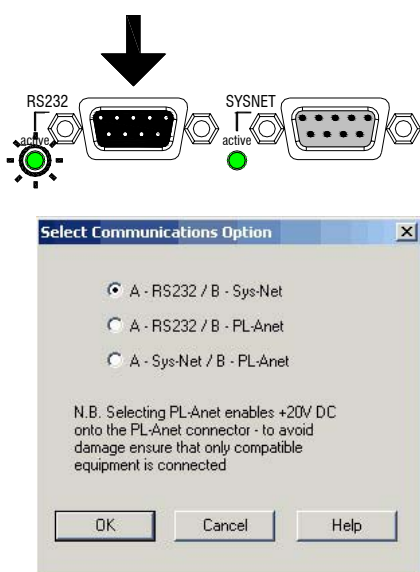 RS232
SYSNET
active
active
Select Communications Option
A - RS232 / B - Sys-Net
A - RS232 / B - PL-Anet
A - Sys-Net / B - PL-Anet
N.B. Selecting PL-Anet enables +20V DC
onto the PL-Anet connector - to avoid
damage ensure that only compatible
equipment is connected
OK
Cancel
Help